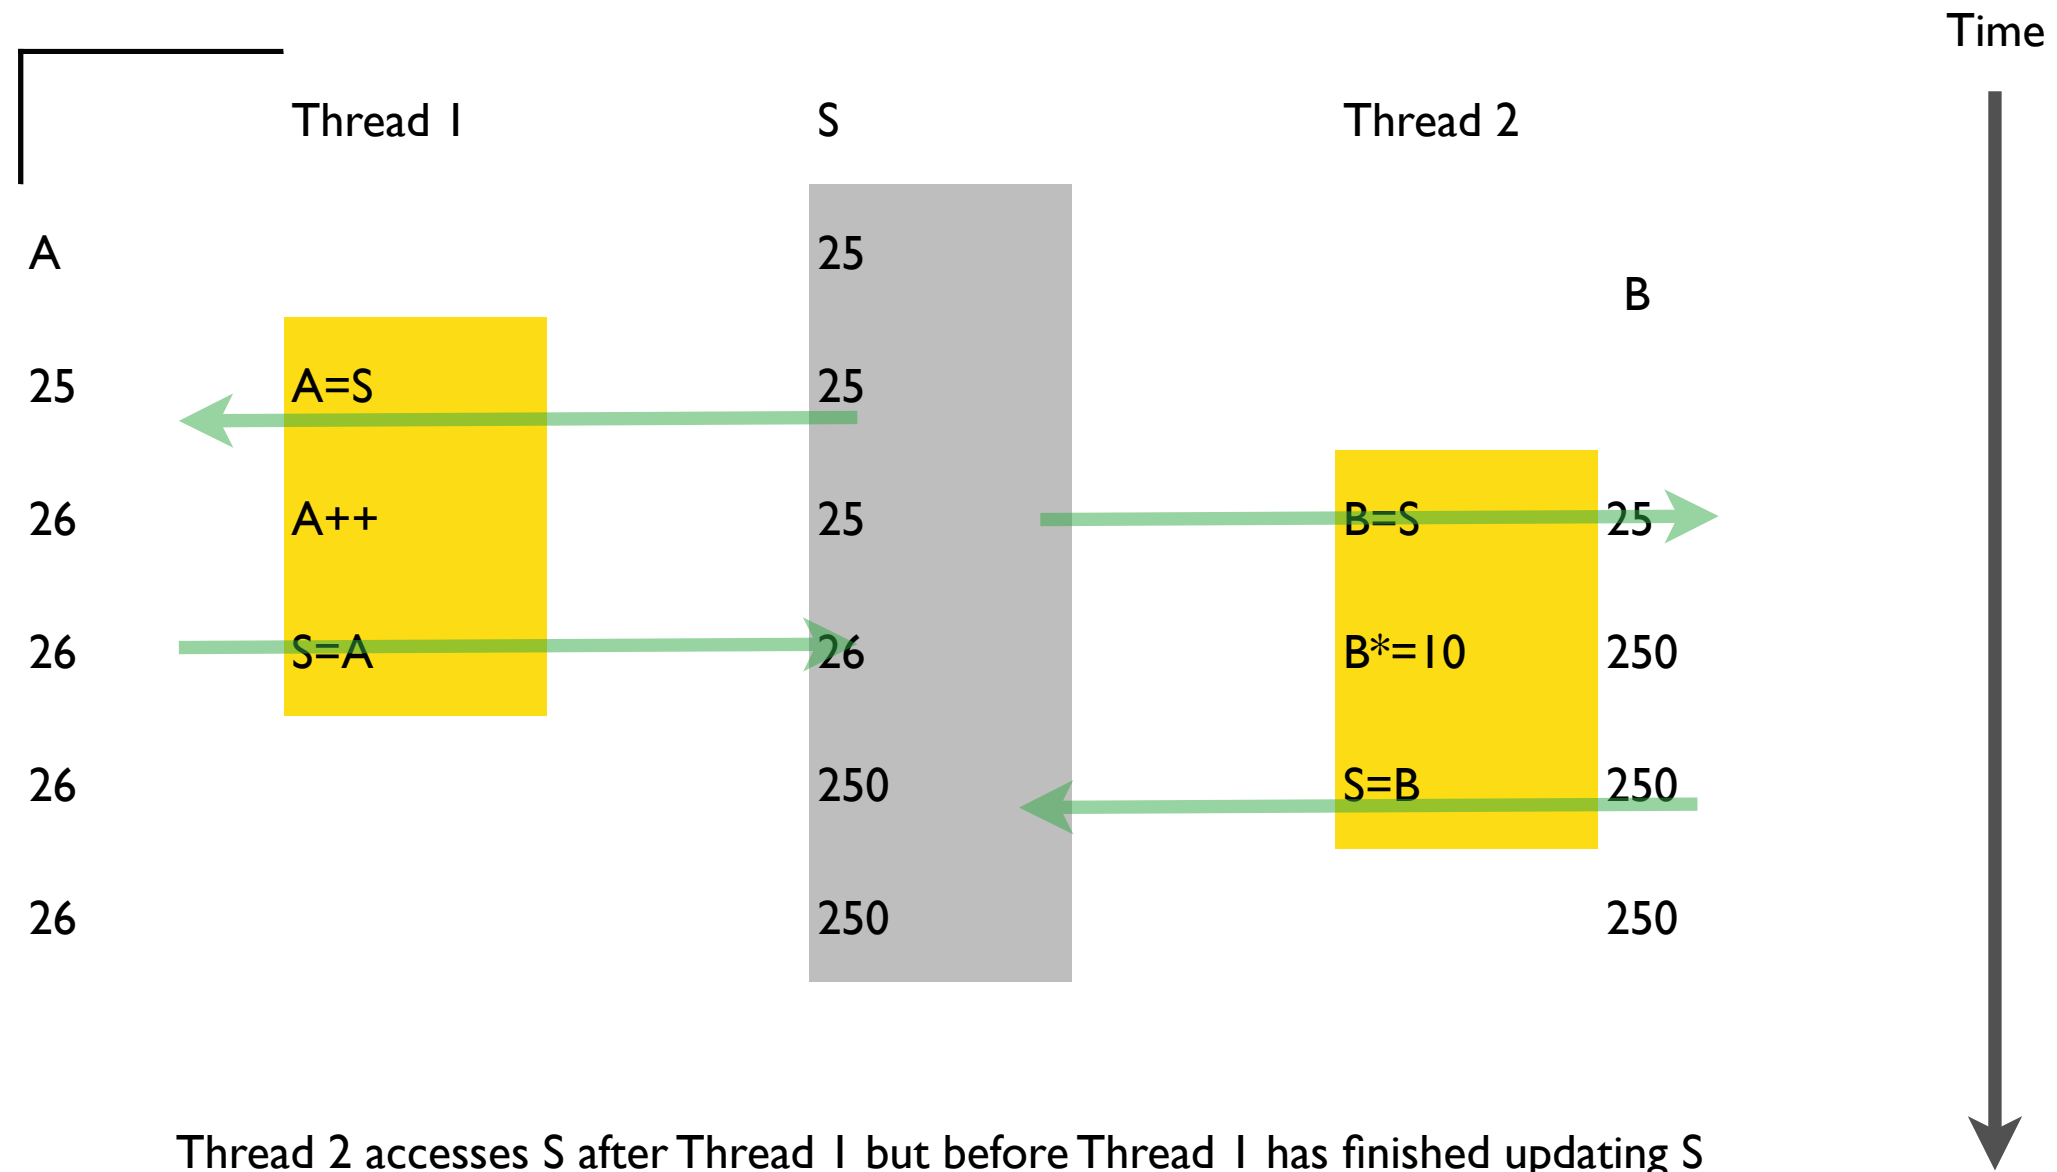 Time
Thread 1 S Thread 2
A 25
B
25 A=S 25
26 A++ 25 B=S 25
26 S=A 26 B*=10 250
26 250 S=B 250
26 250 250
Thread 2 accesses S after Thread 1 but before Thread 1 has finished updating S